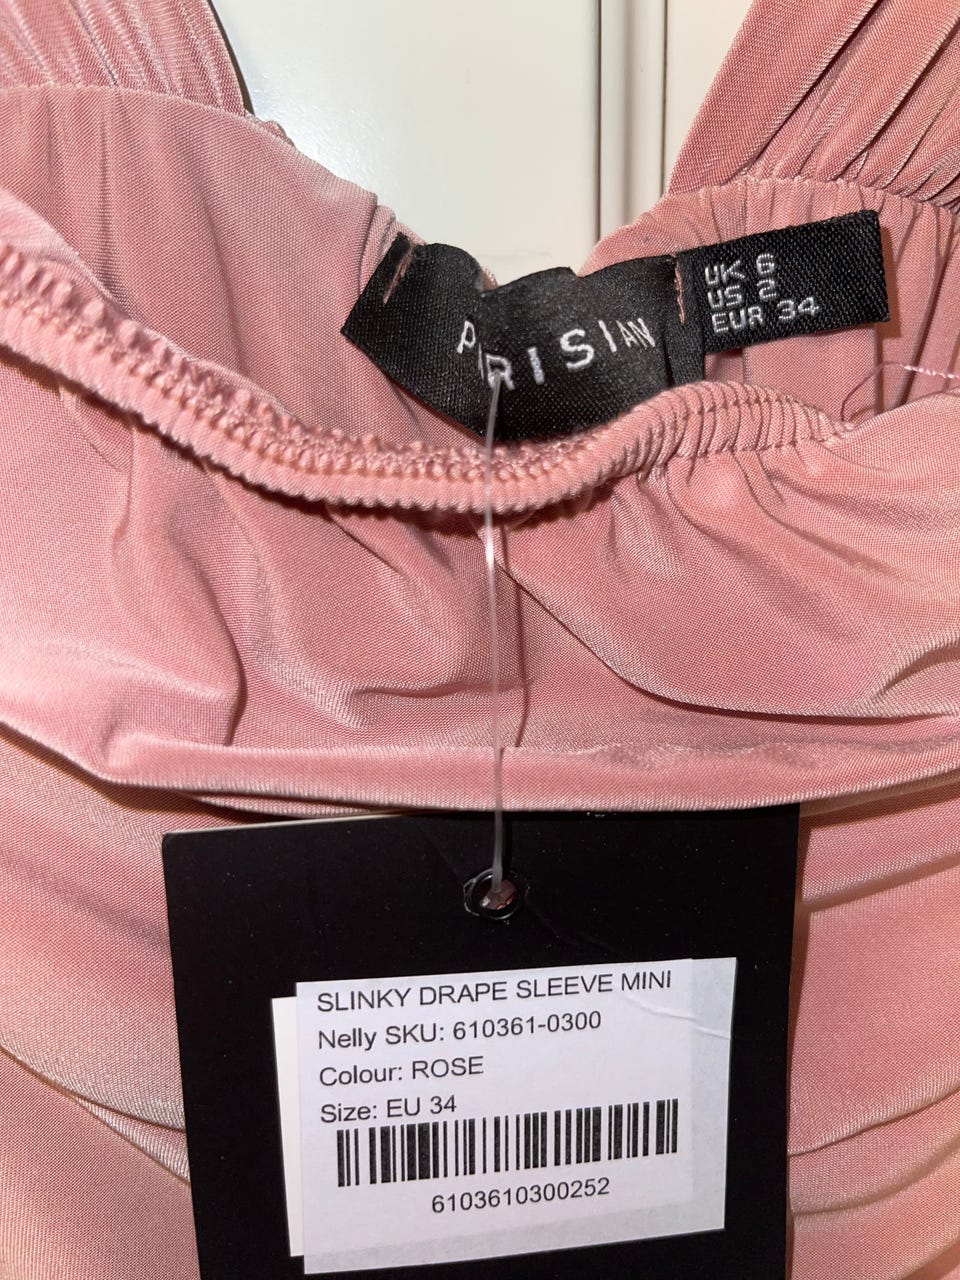 PARISIAN
UK 6
US 2
EUR 34
SLINKY DRAPE SLEEVE MINI
Nelly SKU: 610361-0300
Colour: ROSE
Size: EU 34
6103610300252